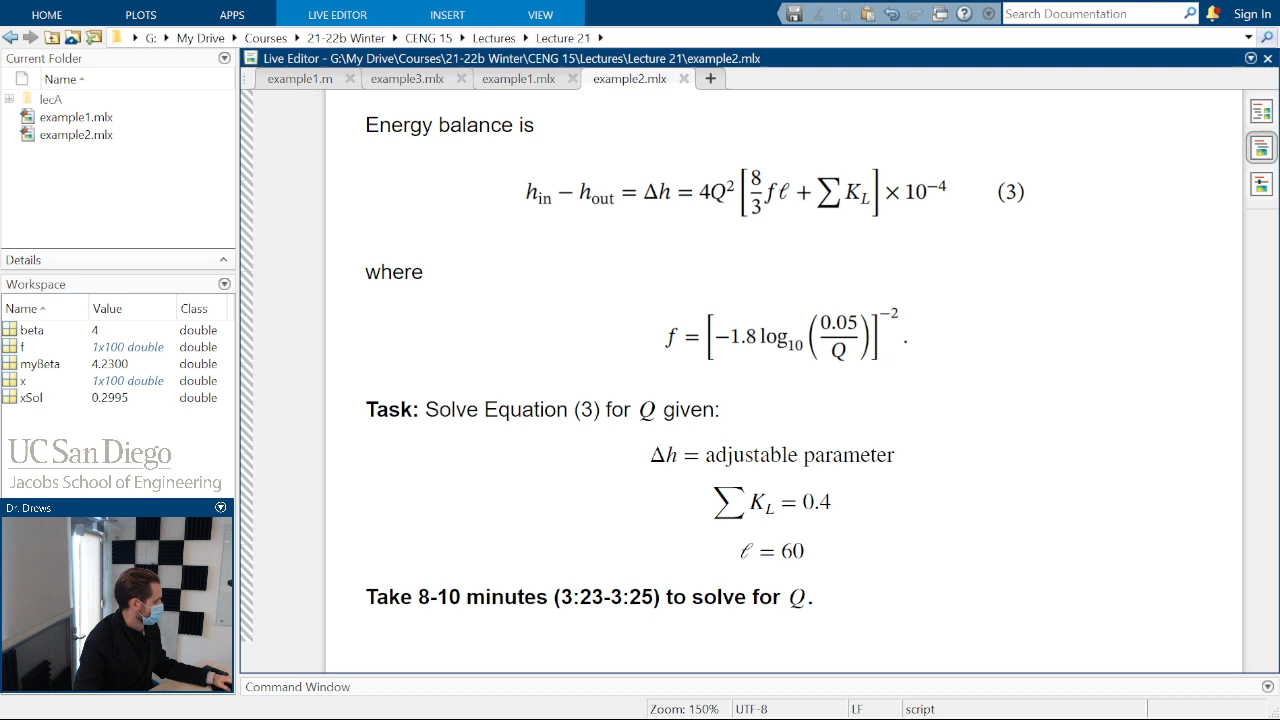 HOME PLOTS APPS LIVE EDITOR INSERT VIEW Search Documentation Sign In
G: My Drive Courses 21-22b Winter CENG 15 Lectures Lecture 21
Current Folder
Live Editor - G:\My Drive\Courses\21-22b Winter\CENG 15\Lectures\Lecture 21\example2.mlx
Name
example1.m example3.mlx example1.mlx example2.mlx +
lecA
example1.mlx
example2.mlx
Details
Workspace
Name Value Class
beta 4 double
f 1x100 double double
myBeta 4.2300 double
x 1x100 double double
xSol 0.2995 double
UC San Diego
Jacobs School of Engineering
Dr. Drews
Energy balance is
h_in − h_out = Δh = 4Q² [8/3 fℓ + ∑ K_L] × 10⁻⁴ (3)
where
f = [−1.8 log₁₀ (0.05/Q)]⁻² .
Task: Solve Equation (3) for Q given:
Δh = adjustable parameter
∑ K_L = 0.4
ℓ = 60
Take 8-10 minutes (3:23-3:25) to solve for Q.
Command Window
Zoom: 150% UTF-8 LF script